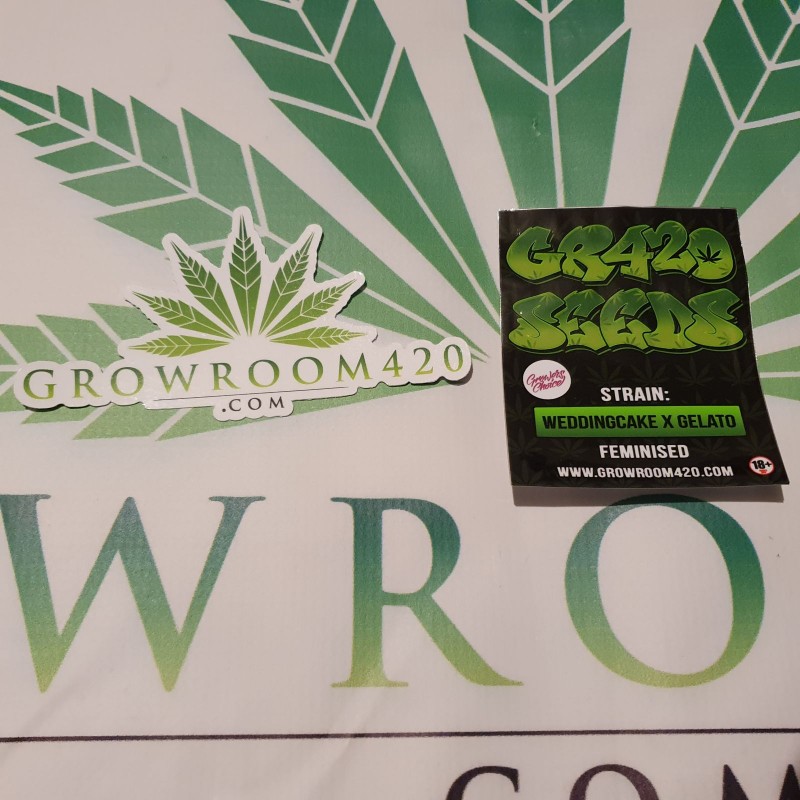 GROWROOM420
.COM
GR420
SEEDS
Growers
Choice
STRAIN:
WEDDINGCAKE X GELATO
FEMINISED
WWW.GROWROOM420.COM
18+
WRO
COM